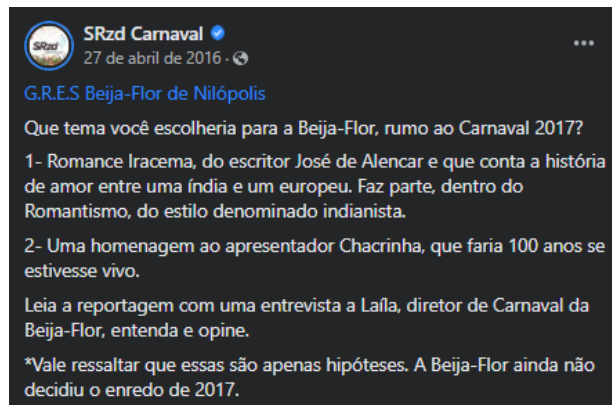 SRzd
SRzd Carnaval
27 de abril de 2016 ·
G.R.E.S Beija-Flor de Nilópolis
Que tema você escolheria para a Beija-Flor, rumo ao Carnaval 2017?
1- Romance Iracema, do escritor José de Alencar e que conta a história
de amor entre uma índia e um europeu. Faz parte, dentro do
Romantismo, do estilo denominado indianista.
2- Uma homenagem ao apresentador Chacrinha, que faria 100 anos se
estivesse vivo.
Leia a reportagem com uma entrevista a Laíla, diretor de Carnaval da
Beija-Flor, entenda e opine.
*Vale ressaltar que essas são apenas hipóteses. A Beija-Flor ainda não
decidiu o enredo de 2017.